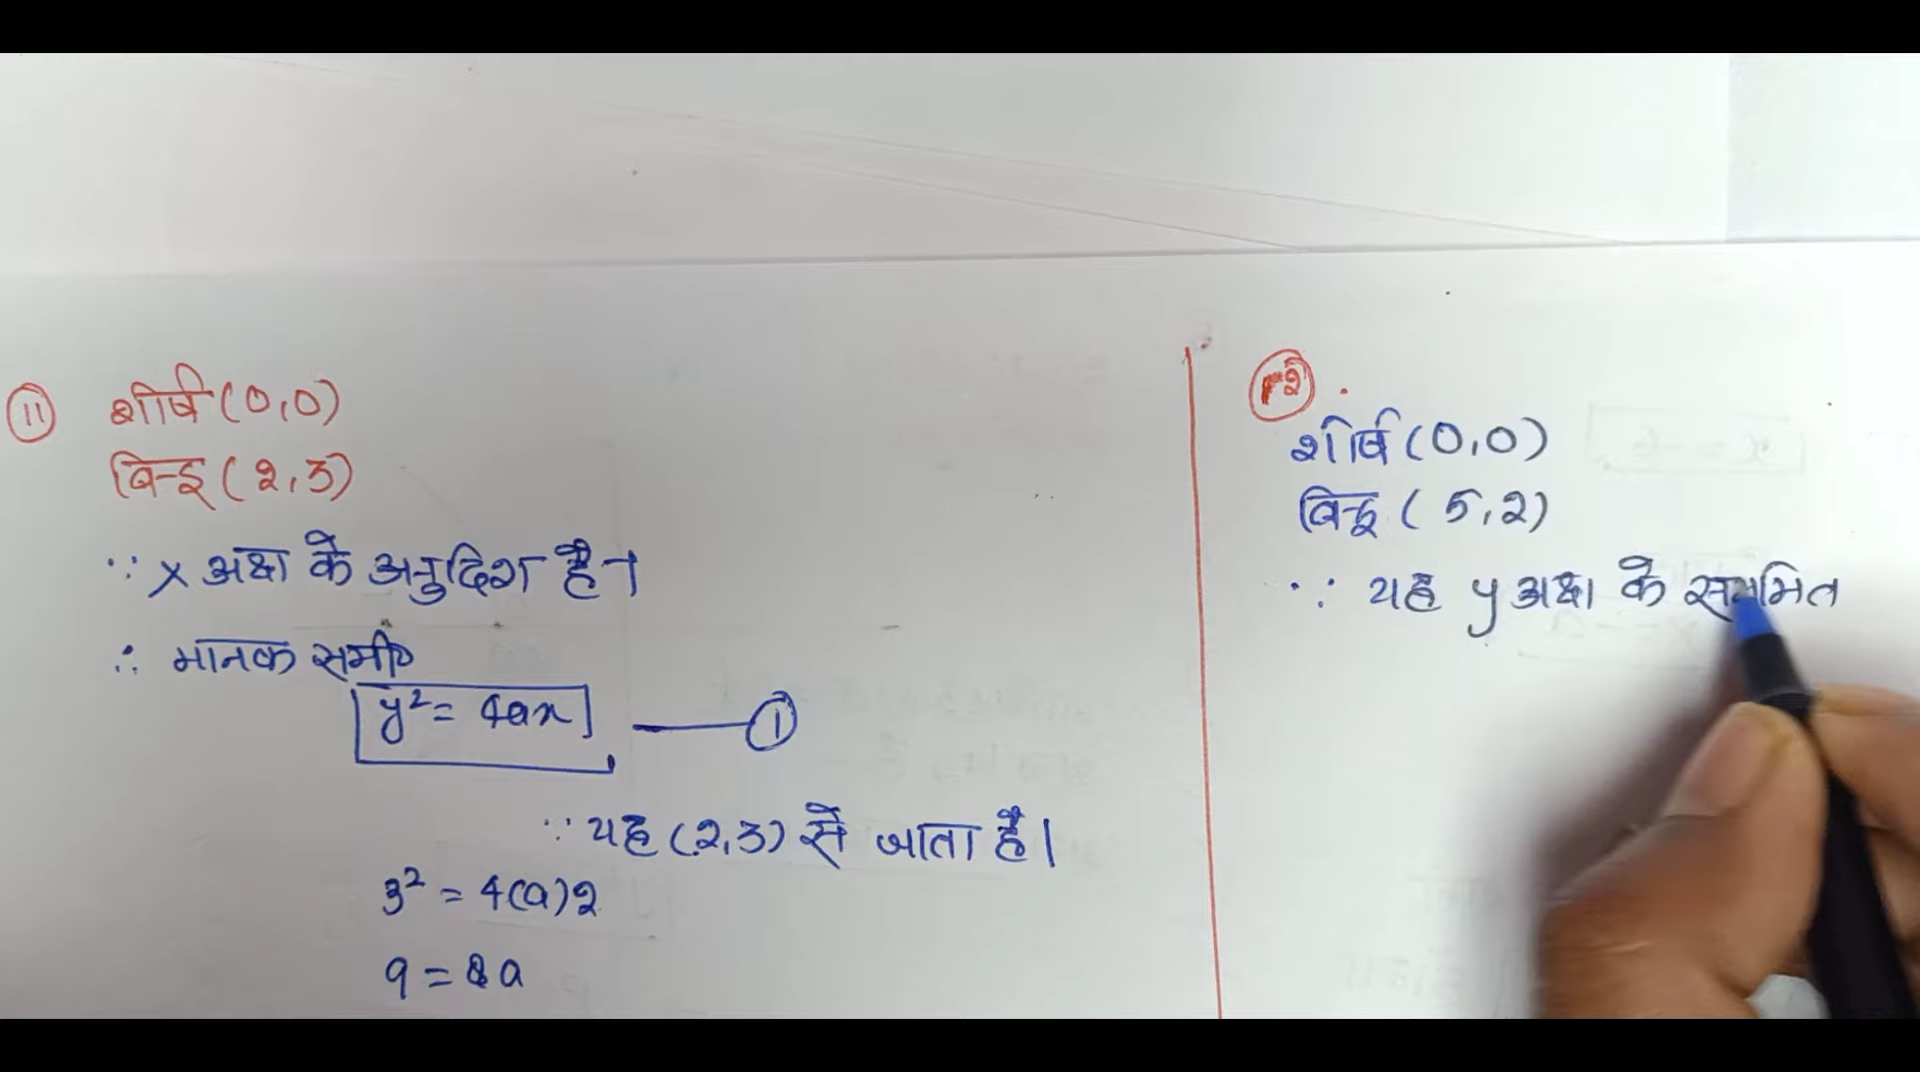 11
शीर्ष (0,0)
बिन्दु (2,3)
∵ x अक्ष के अनुदिश है।
∴ मानक समी०
y² = 4ax —— 1
∵ यह (2,3) से जाता है।
3² = 4(a)2
9 = 8a
12
शीर्ष (0,0)
बिन्दु (5,2)
∵ यह y अक्ष के सममित